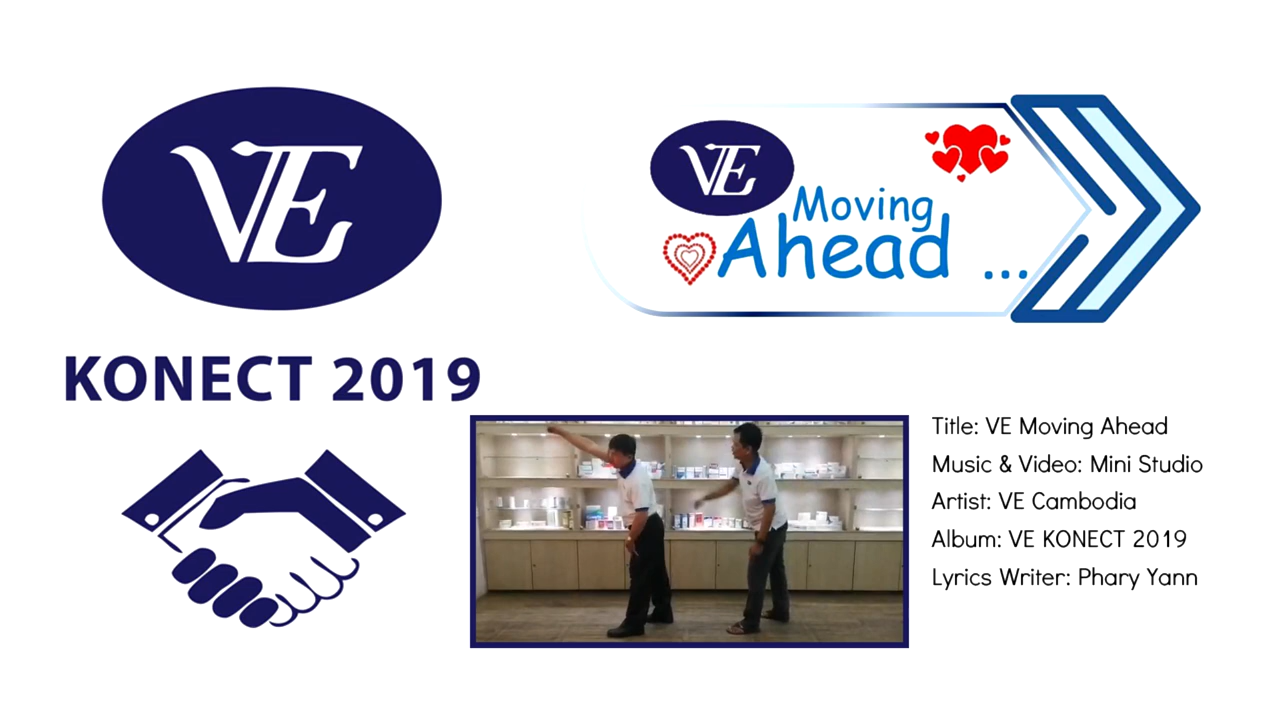 VE
KONECT 2019
VE
Moving
Ahead ...
Title: VE Moving Ahead
Music & Video: Mini Studio
Artist: VE Cambodia
Album: VE KONECT 2019
Lyrics Writer: Phary Yann